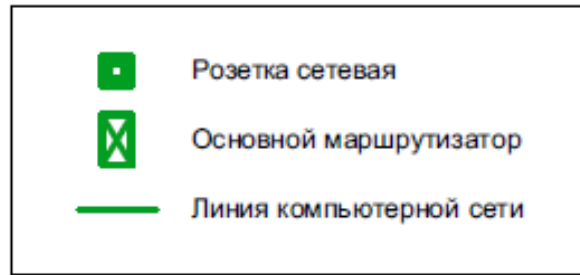 Розетка сетевая
Основной маршрутизатор
Линия компьютерной сети